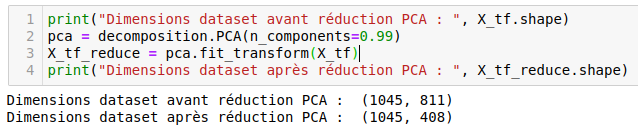 1 print("Dimensions dataset avant réduction PCA : ", X_tf.shape)
2 pca = decomposition.PCA(n_components=0.99)
3 X_tf_reduce = pca.fit_transform(X_tf)
4 print("Dimensions dataset après réduction PCA : ", X_tf_reduce.shape)
Dimensions dataset avant réduction PCA :  (1045, 811)
Dimensions dataset après réduction PCA :  (1045, 408)